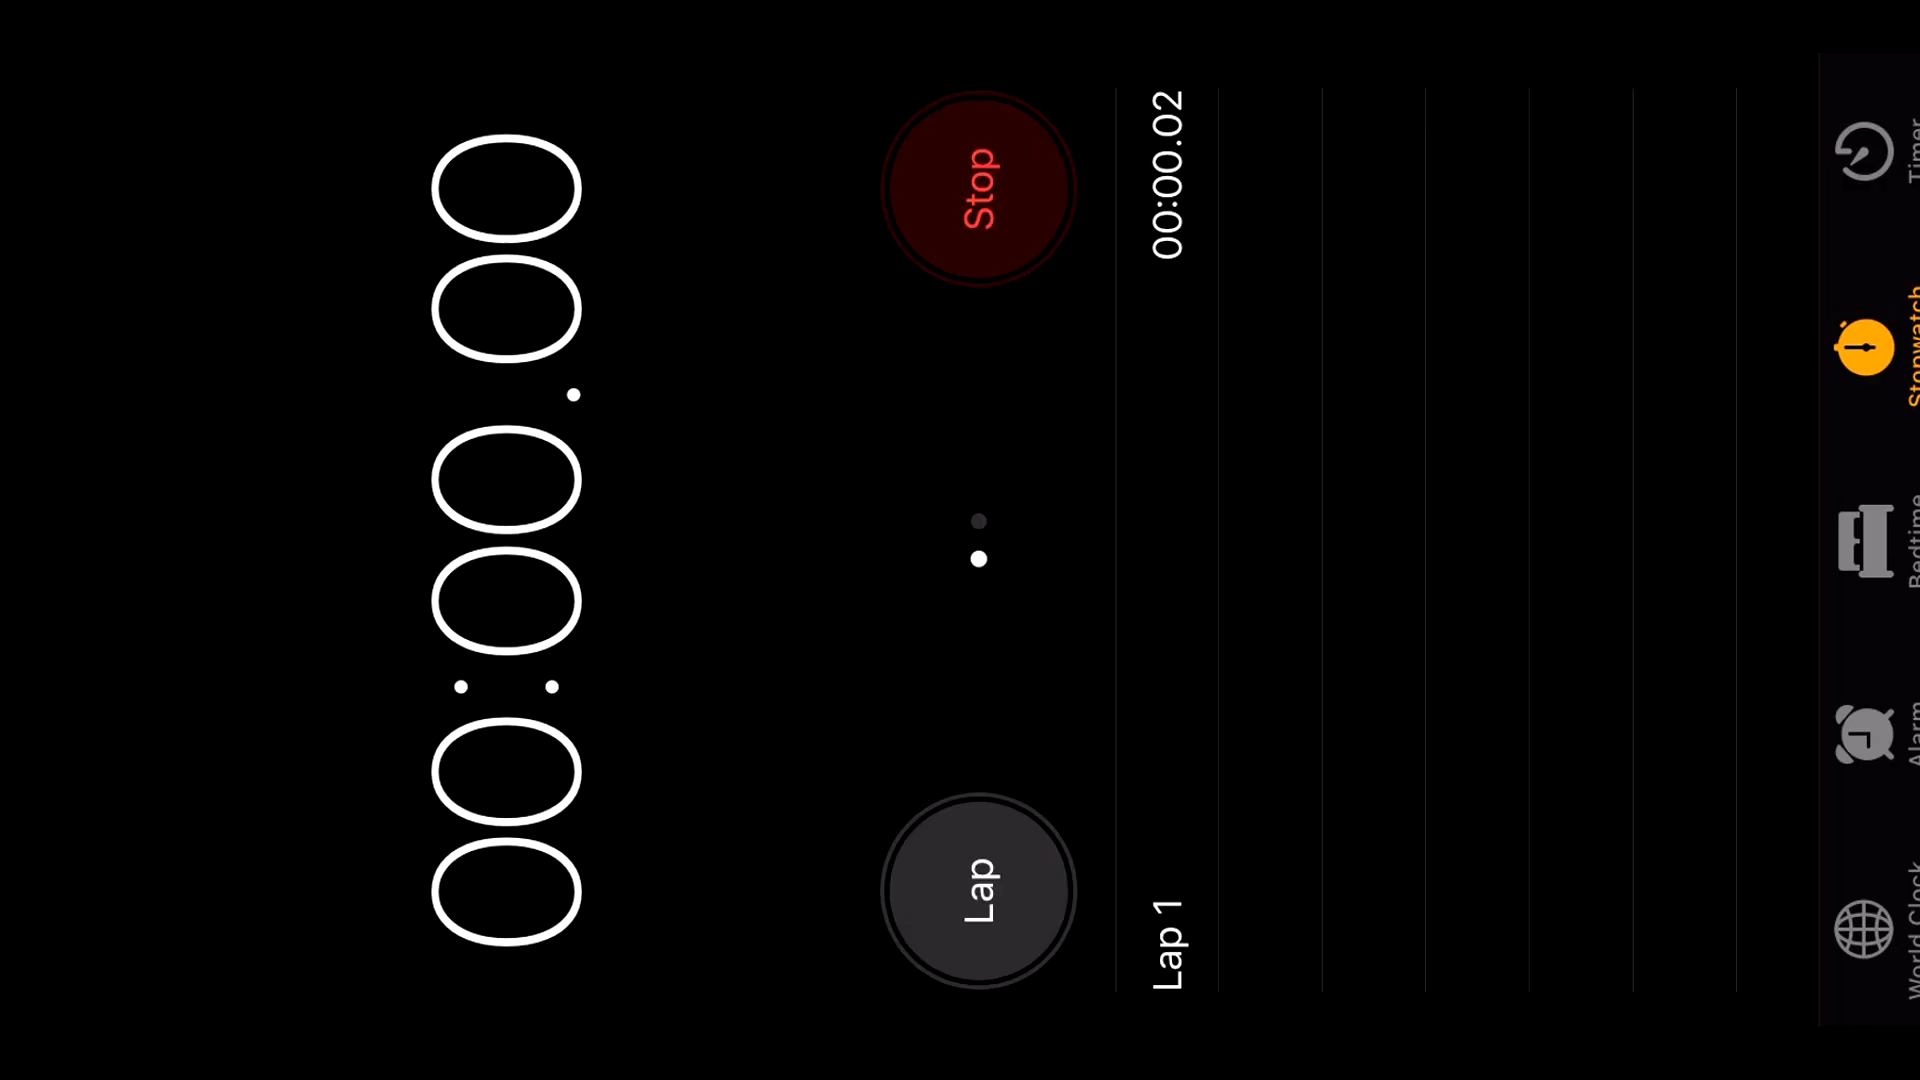 00:00.00
Lap
Stop
Lap 1 00:00.02
World Clock
Alarm
Bedtime
Stopwatch
Timer